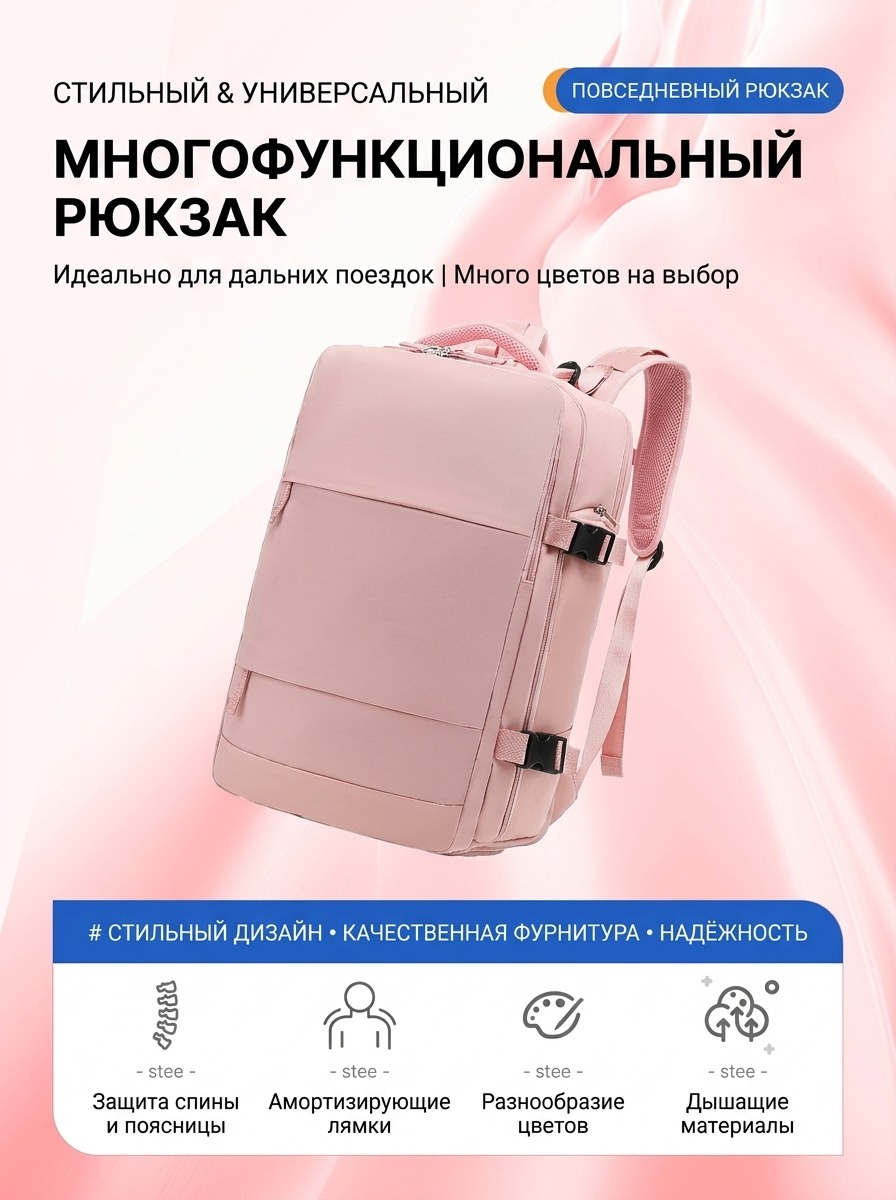 СТИЛЬНЫЙ & УНИВЕРСАЛЬНЫЙ
ПОВСЕДНЕВНЫЙ РЮКЗАК
МНОГОФУНКЦИОНАЛЬНЫЙ
РЮКЗАК
Идеально для дальних поездок | Много цветов на выбор
# СТИЛЬНЫЙ ДИЗАЙН • КАЧЕСТВЕННАЯ ФУРНИТУРА • НАДЁЖНОСТЬ
- stee -
Защита спины
и поясницы
- stee -
Амортизирующие
лямки
- stee -
Разнообразие
цветов
- stee -
Дышащие
материалы